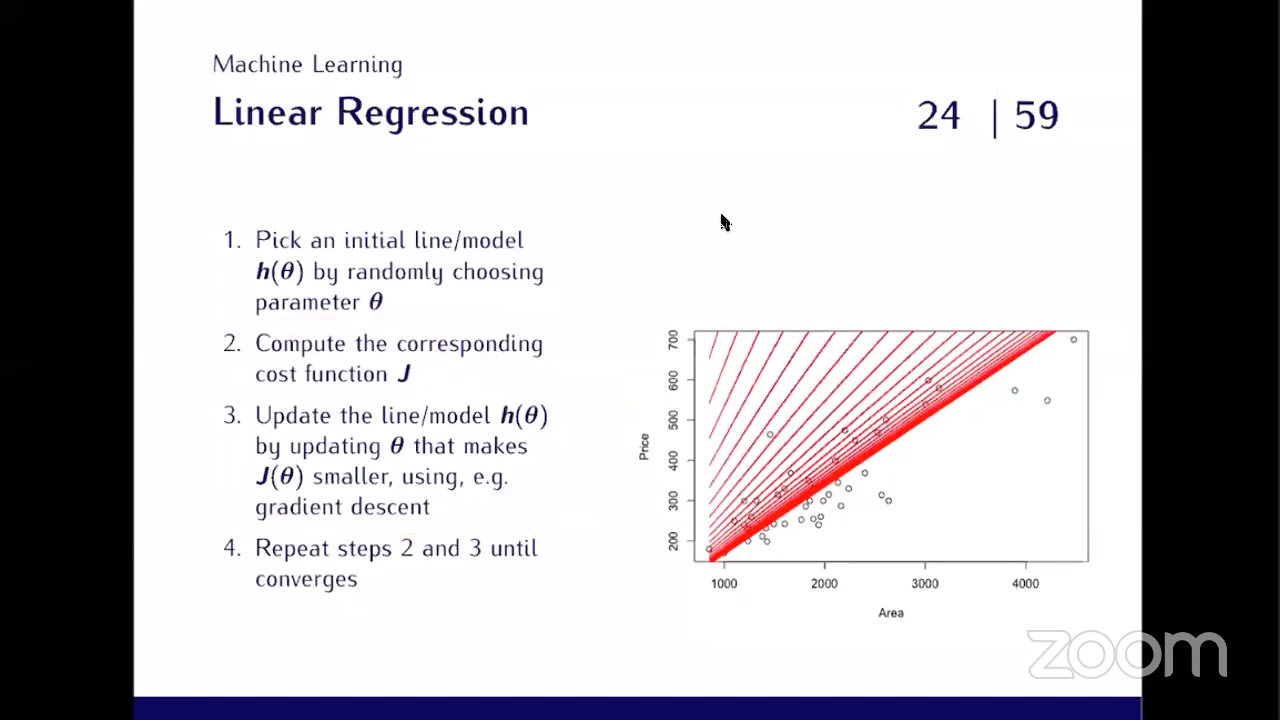 Machine Learning
Linear Regression
24 | 59
1. Pick an initial line/model
h(θ) by randomly choosing
parameter θ
2. Compute the corresponding
cost function J
3. Update the line/model h(θ)
by updating θ that makes
J(θ) smaller, using, e.g.
gradient descent
4. Repeat steps 2 and 3 until
converges
700
600
500
400
300
200
Price
1000 2000 3000 4000
Area
zoom